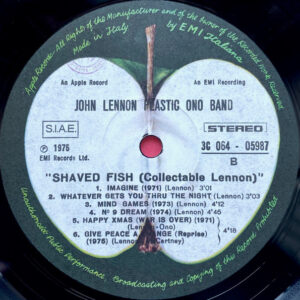 Apple Records · All Rights of the Manufacturer and of the Owner of the Recorded Work Reserved
Made in Italy
by EMI Italiana
An Apple Record
An EMI Recording
JOHN LENNON PLASTIC ONO BAND
S.I.A.E.
STEREO
℗ 1975
EMI Records Ltd.
3C 064 - 05987
B
"SHAVED FISH (Collectable Lennon)"
1. IMAGINE (1971) (Lennon) 3'01
2. WHATEVER GETS YOU THRU THE NIGHT (Lennon) 3'03
3. MIND GAMES (1973) (Lennon) 4'12
4. Nº 9 DREAM (1974) (Lennon) 4'45
5. HAPPY XMAS (WAR IS OVER) (1971)
(Lennon-Ono)
6. GIVE PEACE A CHANGE (Reprise)
(1975) (Lennon-McCartney)
4'18
Unauthorized Public Performance Broadcasting and Copying of this Record Prohibited